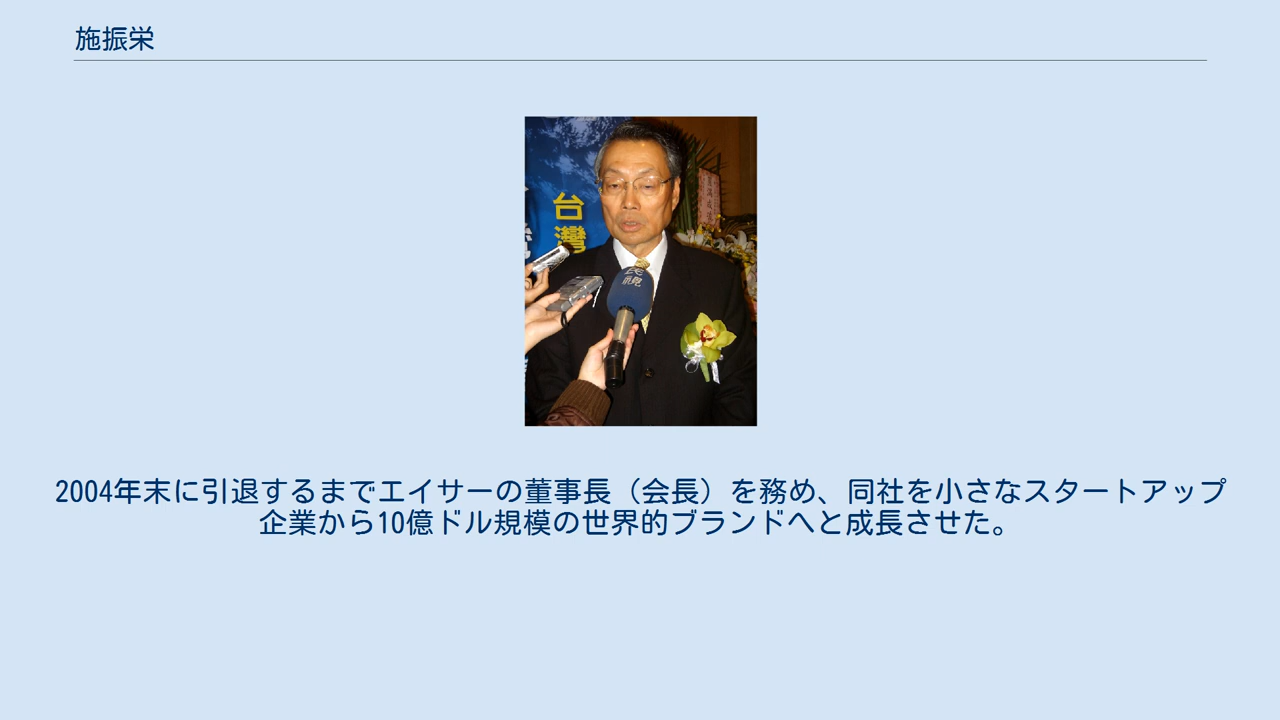 施振栄
台灣
民視
2004年末に引退するまでエイサーの董事長（会長）を務め、同社を小さなスタートアップ
企業から10億ドル規模の世界的ブランドへと成長させた。